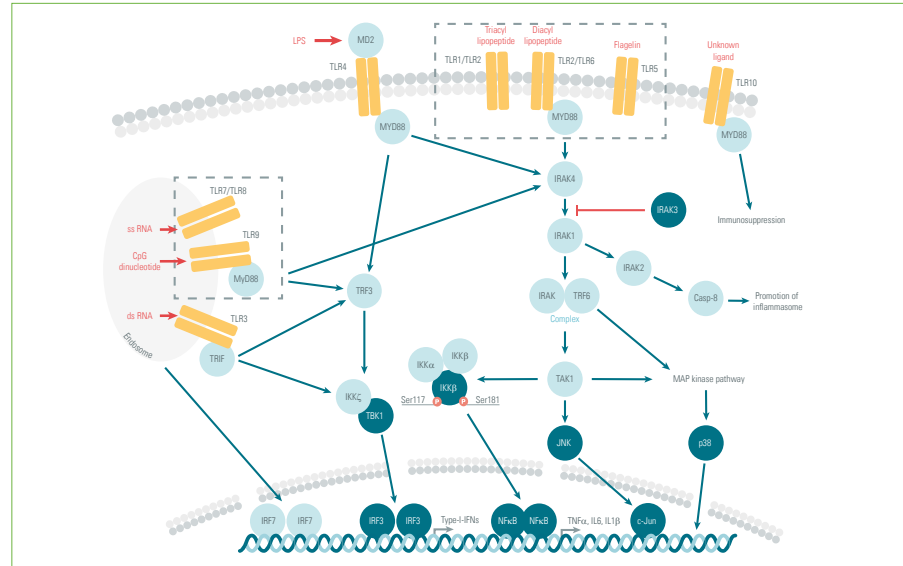 Triacyl
lipopeptide
Diacyl
lipopeptide
Flagelin
Unknown
ligand
LPS
MD2
TLR4
TLR1/TLR2
TLR2/TLR6
TLR5
TLR10
MYD88
MYD88
MYD88
IRAK4
TLR7/TLR8
ss RNA
TLR9
CpG
dinucleotide
MyD88
IRAK3
Immunosuppression
IRAK1
IRAK2
TRF3
IRAK
TRF6
Complex
Casp-8
Promotion of
inflammasome
ds RNA
TLR3
TRIF
Endosome
IKKα
IKKβ
IKKβ
Ser117
P
P
Ser181
TAK1
MAP kinase pathway
IKKζ
TBK1
JNK
p38
IRF7
IRF7
IRF3
IRF3
Type-I-IFNs
NFκB
NFκB
TNFα, IL6, IL1β
c-Jun